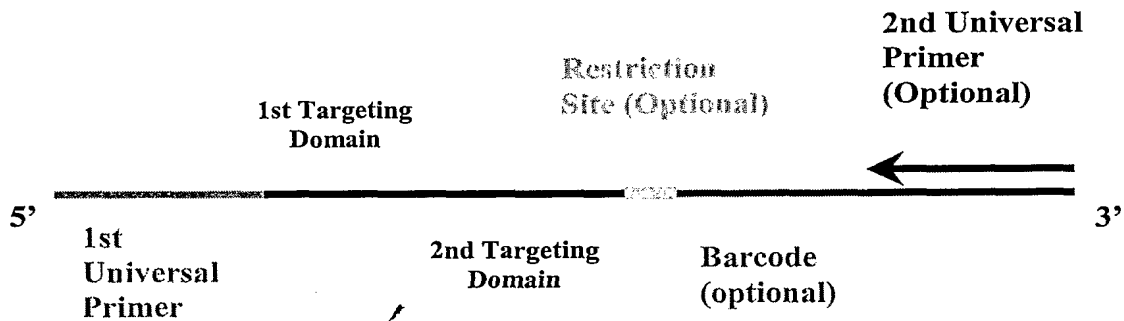 2nd Universal
Primer
(Optional)
Restriction
Site (Optional)
1st Targeting
Domain
5’
3’
1st
Universal
Primer
2nd Targeting
Domain
Barcode
(optional)